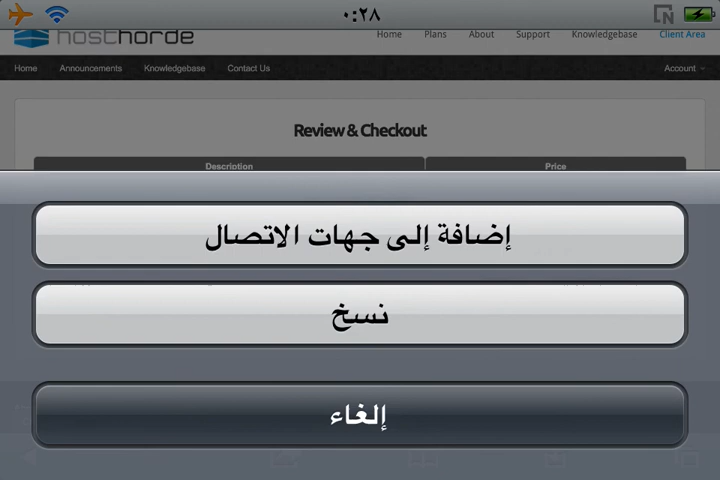 ٠:٢٨
hosthorde
Home Plans About Support Knowledgebase Client Area
Home Announcements Knowledgebase Contact Us Account
Review & Checkout
Description Price
إضافة إلى جهات الاتصال
نسخ
إلغاء